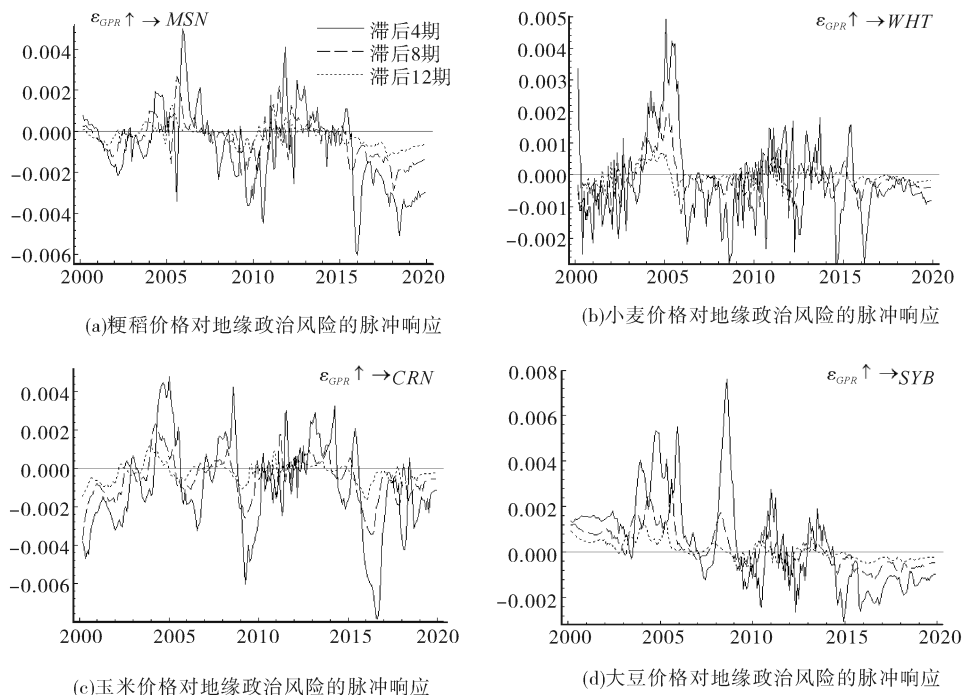 ε_GPR↑→MSN
滞后4期
滞后8期
滞后12期
0.004
0.002
0.000
−0.002
−0.004
−0.006
2000 2005 2010 2015 2020
(a)粳稻价格对地缘政治风险的脉冲响应
ε_GPR↑→WHT
0.005
0.005
0.003
0.002
0.000
−0.001
−0.002
2000 2005 2010 2015 2020
(b)小麦价格对地缘政治风险的脉冲响应
ε_GPR↑→CRN
0.004
0.002
0.000
−0.002
−0.004
−0.006
2000 2005 2010 2015 2020
(c)玉米价格对地缘政治风险的脉冲响应
ε_GPR↑→SYB
0.008
0.006
0.004
0.002
0.000
−0.002
2000 2005 2010 2015 2020
(d)大豆价格对地缘政治风险的脉冲响应